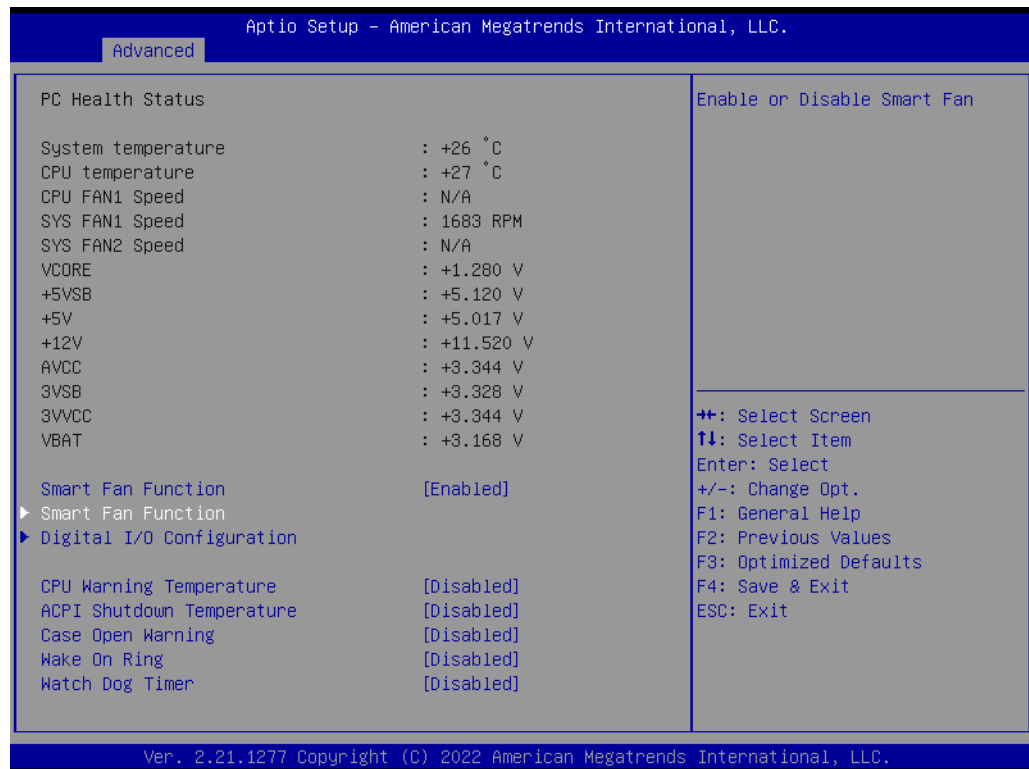 Aptio Setup – American Megatrends International, LLC.
Advanced
PC Health Status
System temperature : +26 °C
CPU temperature : +27 °C
CPU FAN1 Speed : N/A
SYS FAN1 Speed : 1683 RPM
SYS FAN2 Speed : N/A
VCORE : +1.280 V
+5VSB : +5.120 V
+5V : +5.017 V
+12V : +11.520 V
AVCC : +3.344 V
3VSB : +3.328 V
3VVCC : +3.344 V
VBAT : +3.168 V
Smart Fan Function [Enabled]
Smart Fan Function
Digital I/O Configuration
CPU Warning Temperature [Disabled]
ACPI Shutdown Temperature [Disabled]
Case Open Warning [Disabled]
Wake On Ring [Disabled]
Watch Dog Timer [Disabled]
Enable or Disable Smart Fan
→←: Select Screen
↑↓: Select Item
Enter: Select
+/-: Change Opt.
F1: General Help
F2: Previous Values
F3: Optimized Defaults
F4: Save & Exit
ESC: Exit
Ver. 2.21.1277 Copyright (C) 2022 American Megatrends International, LLC.